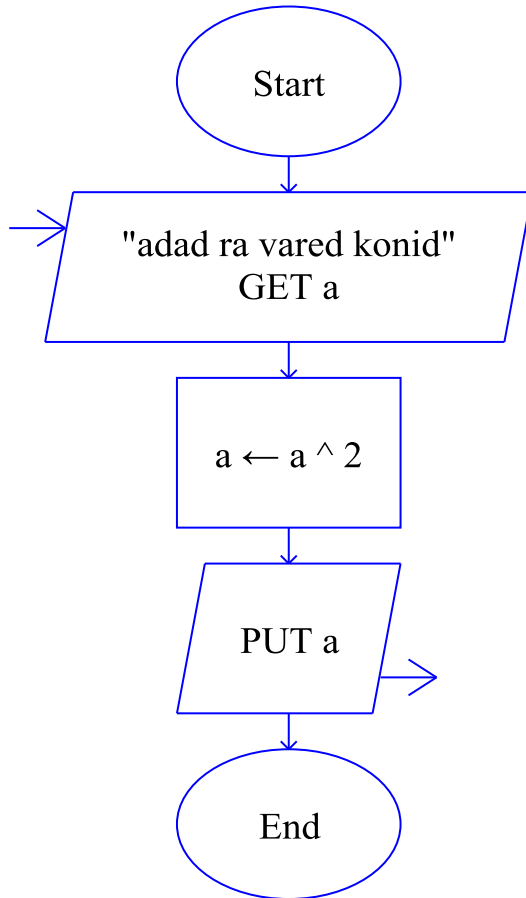 Start
"adad ra vared konid"
GET a
a ← a ^ 2
PUT a
End